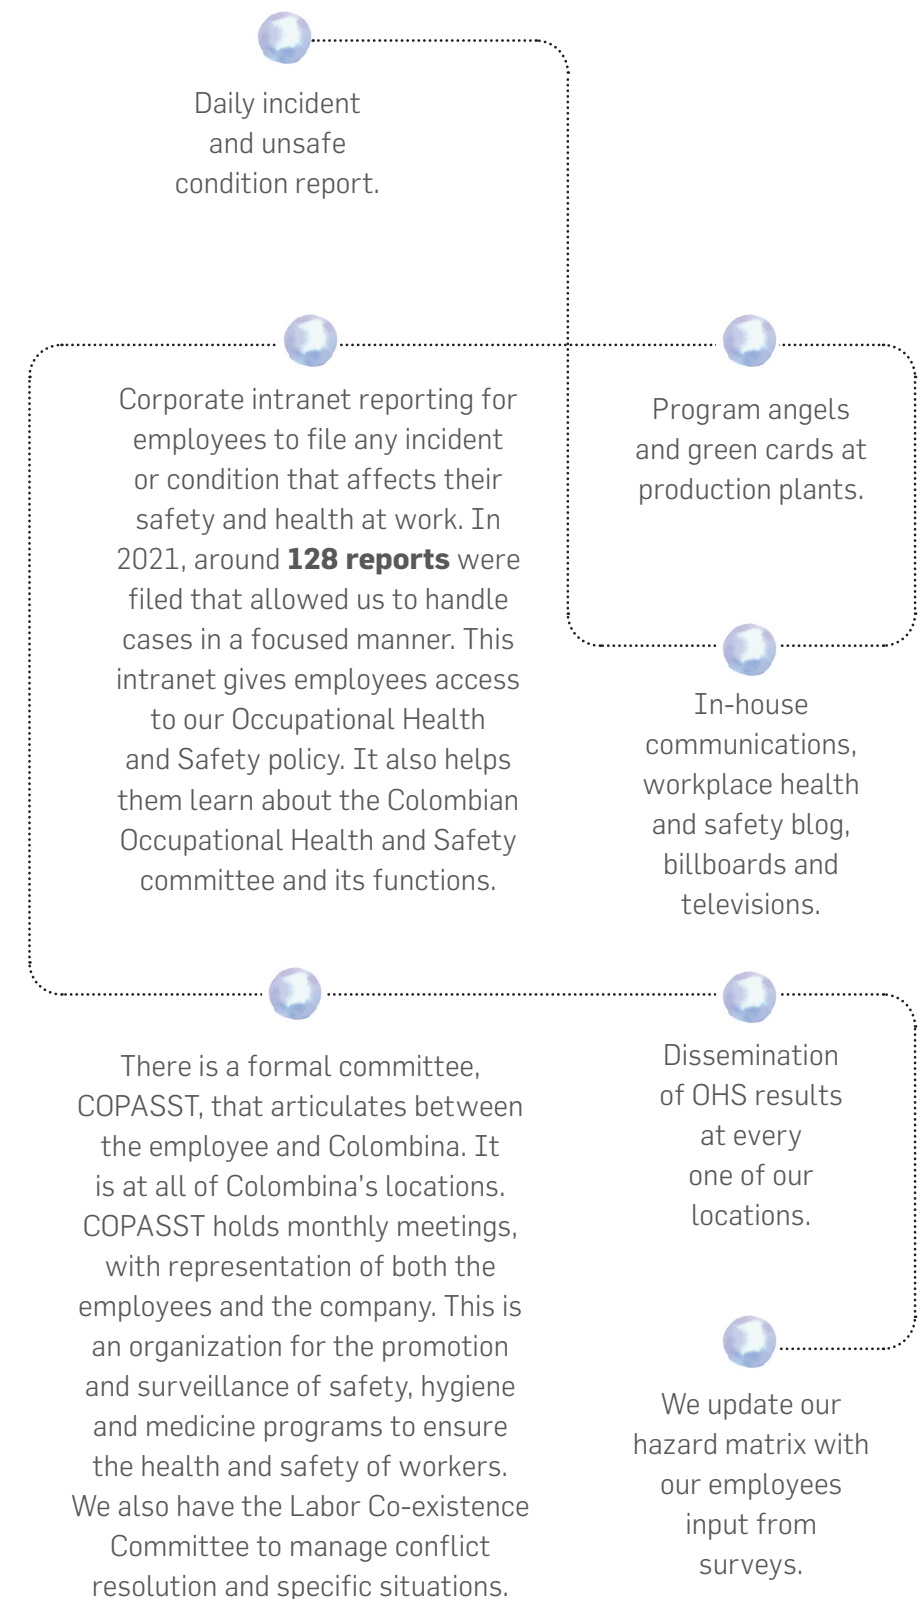 Daily incident
and unsafe
condition report.
Corporate intranet reporting for
employees to file any incident
or condition that affects their
safety and health at work. In
2021, around 128 reports were
filed that allowed us to handle
cases in a focused manner. This
intranet gives employees access
to our Occupational Health
and Safety policy. It also helps
them learn about the Colombian
Occupational Health and Safety
committee and its functions.
Program angels
and green cards at
production plants.
In-house
communications,
workplace health
and safety blog,
billboards and
televisions.
There is a formal committee,
COPASST, that articulates between
the employee and Colombina. It
is at all of Colombina's locations.
COPASST holds monthly meetings,
with representation of both the
employees and the company. This is
an organization for the promotion
and surveillance of safety, hygiene
and medicine programs to ensure
the health and safety of workers.
We also have the Labor Co-existence
Committee to manage conflict
resolution and specific situations.
Dissemination
of OHS results
at every
one of our
locations.
We update our
hazard matrix with
our employees
input from
surveys.